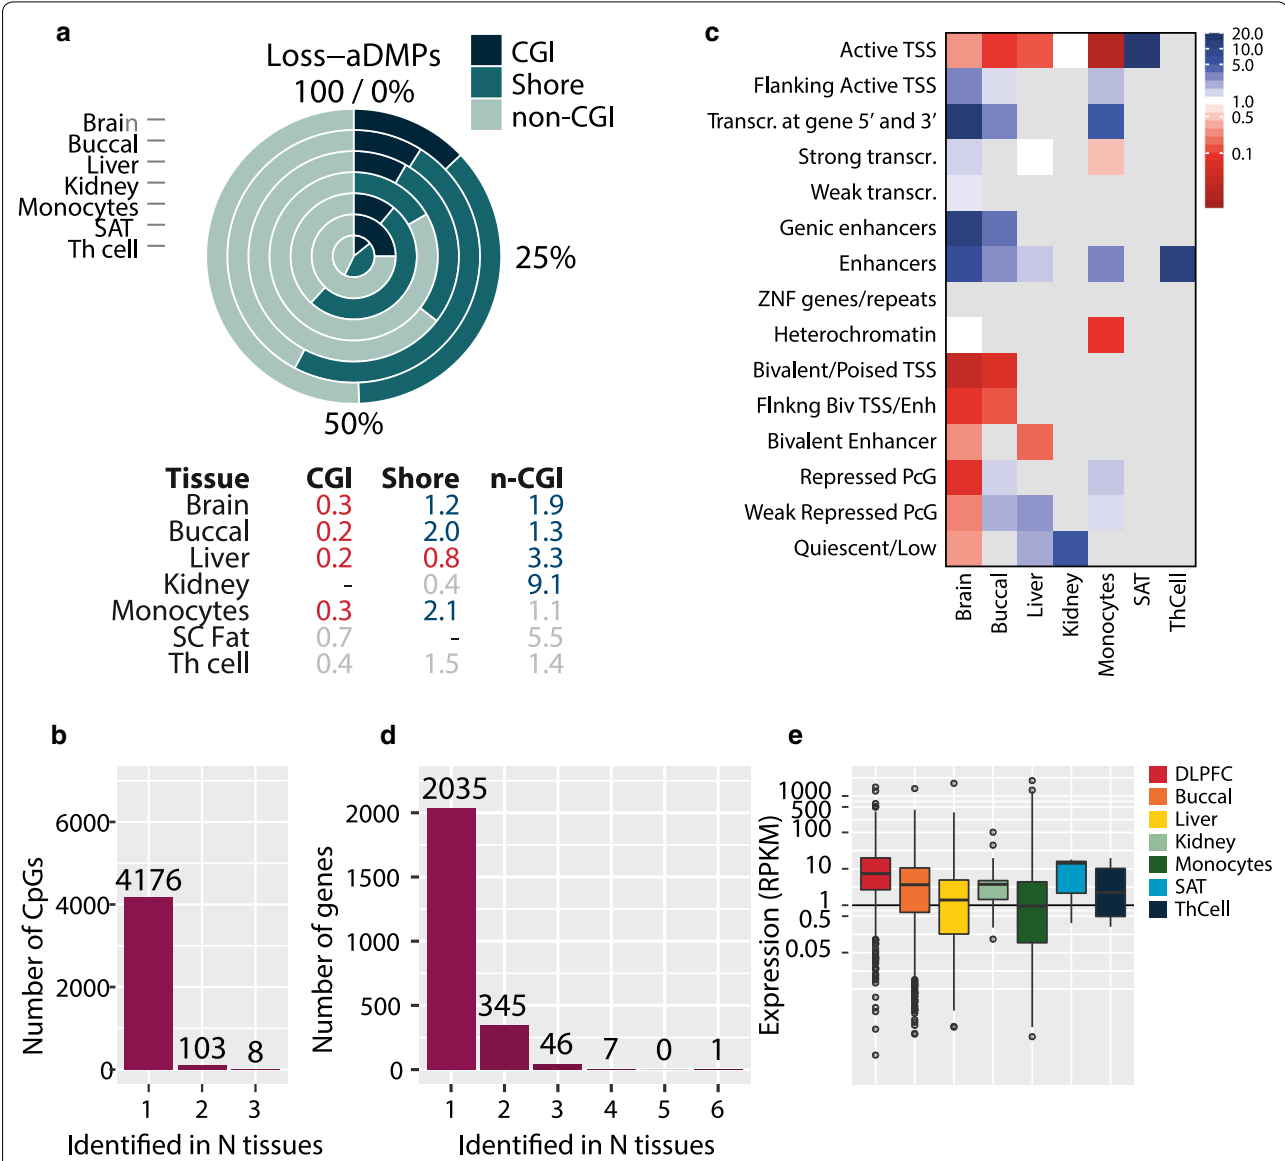 a
Loss–aDMPs
100 / 0%
CGI
Shore
non-CGI
Brain
Buccal
Liver
Kidney
Monocytes
SAT
Th cell
25%
50%
Tissue CGI Shore n-CGI
Brain 0.3 1.2 1.9
Buccal 0.2 2.0 1.3
Liver 0.2 0.8 3.3
Kidney - 0.4 9.1
Monocytes 0.3 2.1 1.1
SC Fat 0.7 - 5.5
Th cell 0.4 1.5 1.4
c
Active TSS
Flanking Active TSS
Transcr. at gene 5′ and 3′
Strong transcr.
Weak transcr.
Genic enhancers
Enhancers
ZNF genes/repeats
Heterochromatin
Bivalent/Poised TSS
Flnkng Biv TSS/Enh
Bivalent Enhancer
Repressed PcG
Weak Repressed PcG
Quiescent/Low
Brain
Buccal
Liver
Kidney
Monocytes
SAT
ThCell
20.0
10.0
5.0
1.0
0.5
0.1
b
Number of CpGs
6000
4000
2000
0
4176
103
8
1 2 3
Identified in N tissues
d
Number of genes
2000
1500
1000
500
0
2035
345
46
7
0
1
1 2 3 4 5 6
Identified in N tissues
e
Expression (RPKM)
1000
500
100
10
1
0.5
0.05
DLPFC
Buccal
Liver
Kidney
Monocytes
SAT
ThCell